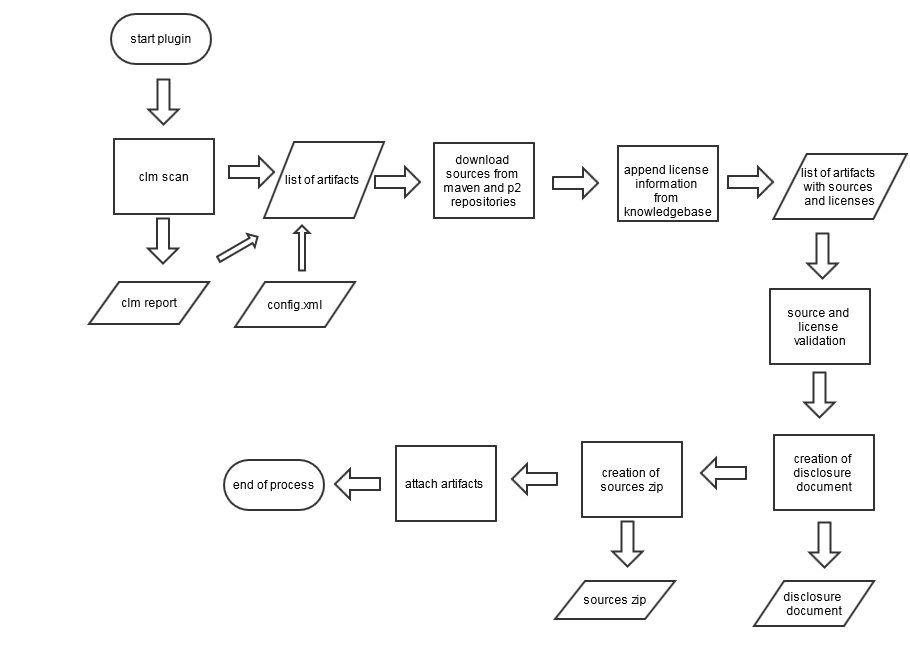 start plugin
clm scan
list of artifacts
download
sources from
maven and p2
repositories
append license
information
from
knowledgebase
list of artifacts
with sources
and licenses
clm report
config.xml
source and
license
validation
creation of
disclosure
document
creation of
sources zip
attach artifacts
end of process
sources zip
disclosure
document